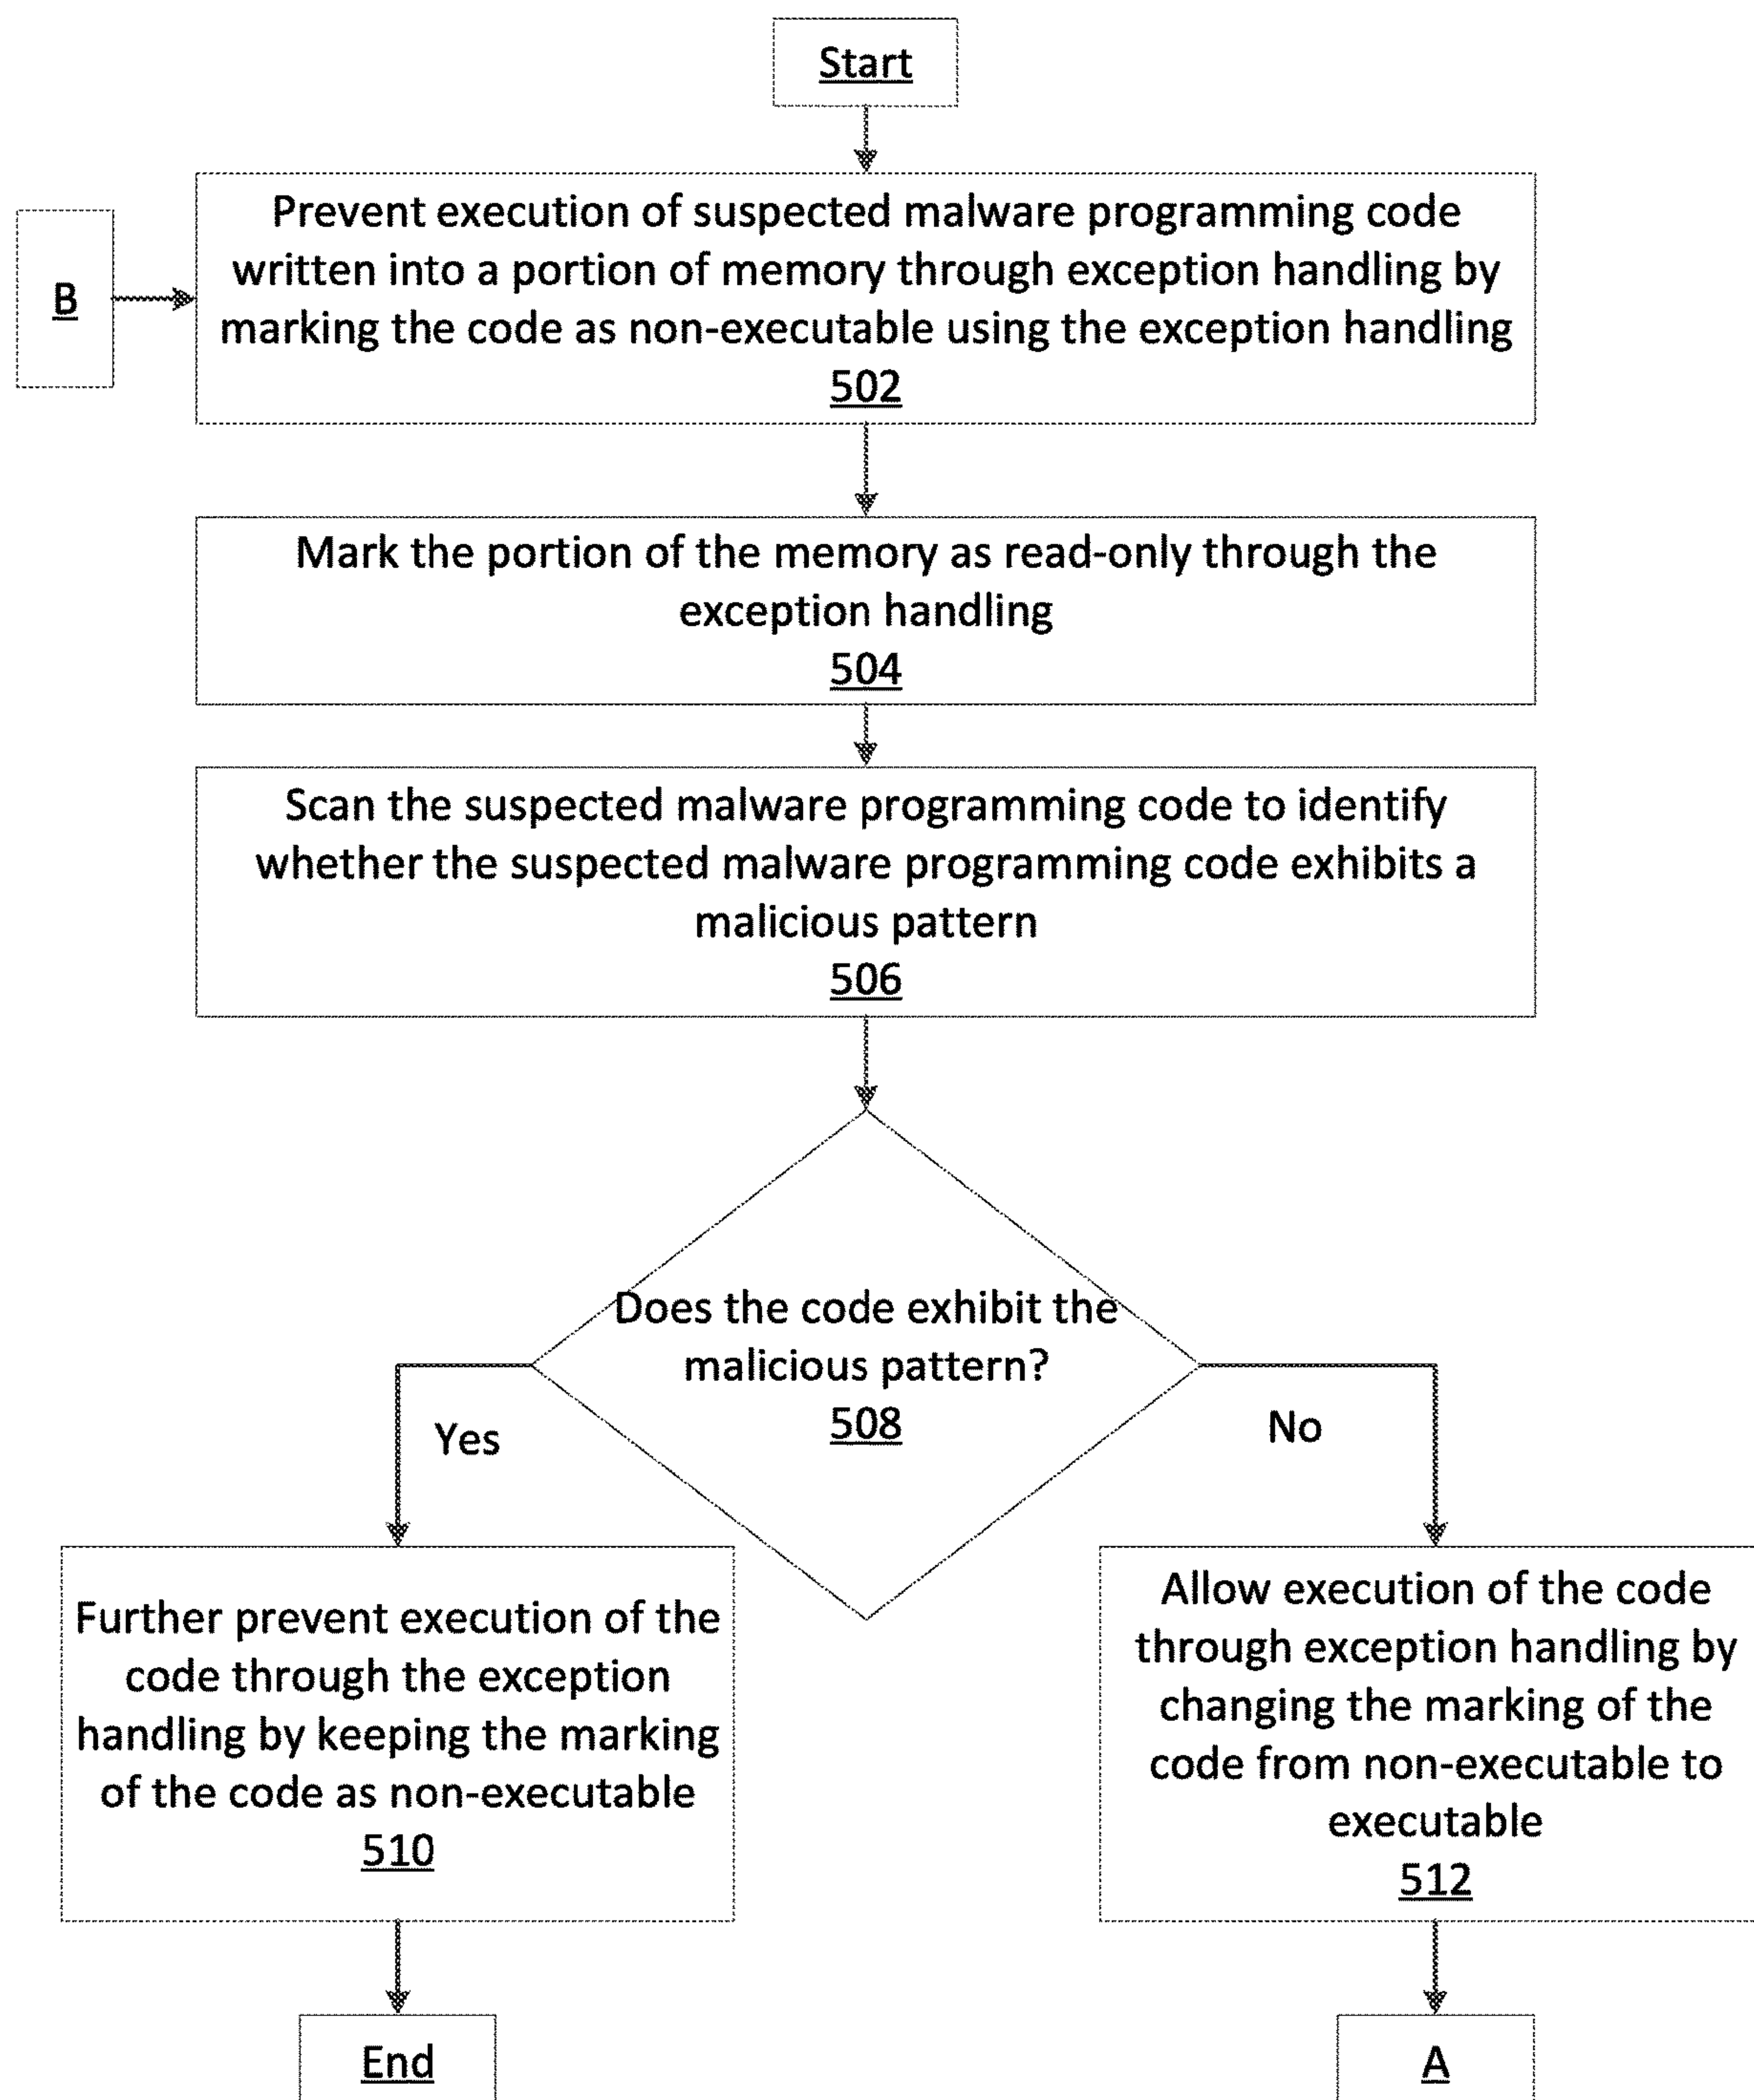 Start
B
Prevent execution of suspected malware programming code
written into a portion of memory through exception handling by
marking the code as non-executable using the exception handling
502
Mark the portion of the memory as read-only through the
exception handling
504
Scan the suspected malware programming code to identify
whether the suspected malware programming code exhibits a
malicious pattern
506
Does the code exhibit the
malicious pattern?
508
Yes
No
Further prevent execution of the
code through the exception
handling by keeping the marking
of the code as non-executable
510
Allow execution of the code
through exception handling by
changing the marking of the
code from non-executable to
executable
512
End
A